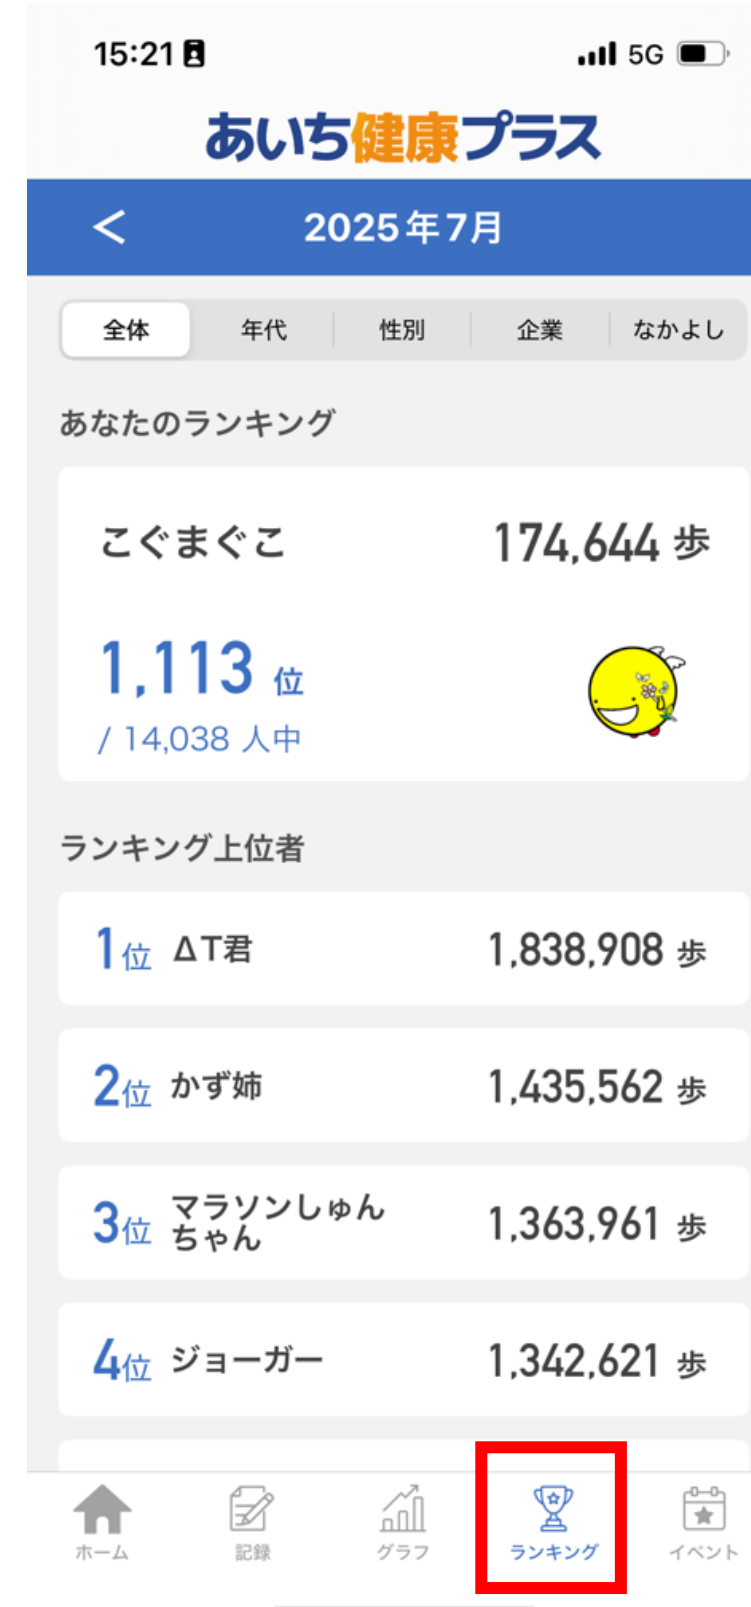 15:21
5G
あいち健康プラス
< 2025年7月
全体 年代 性別 企業 なかよし
あなたのランキング
こぐまぐこ 174,644 歩
1,113 位
/ 14,038 人中
ランキング上位者
1位 ΔT君 1,838,908 歩
2位 かず姉 1,435,562 歩
3位 マラソンしゅん
ちゃん 1,363,961 歩
4位 ジョーガー 1,342,621 歩
ホーム 記録 グラフ ランキング イベント